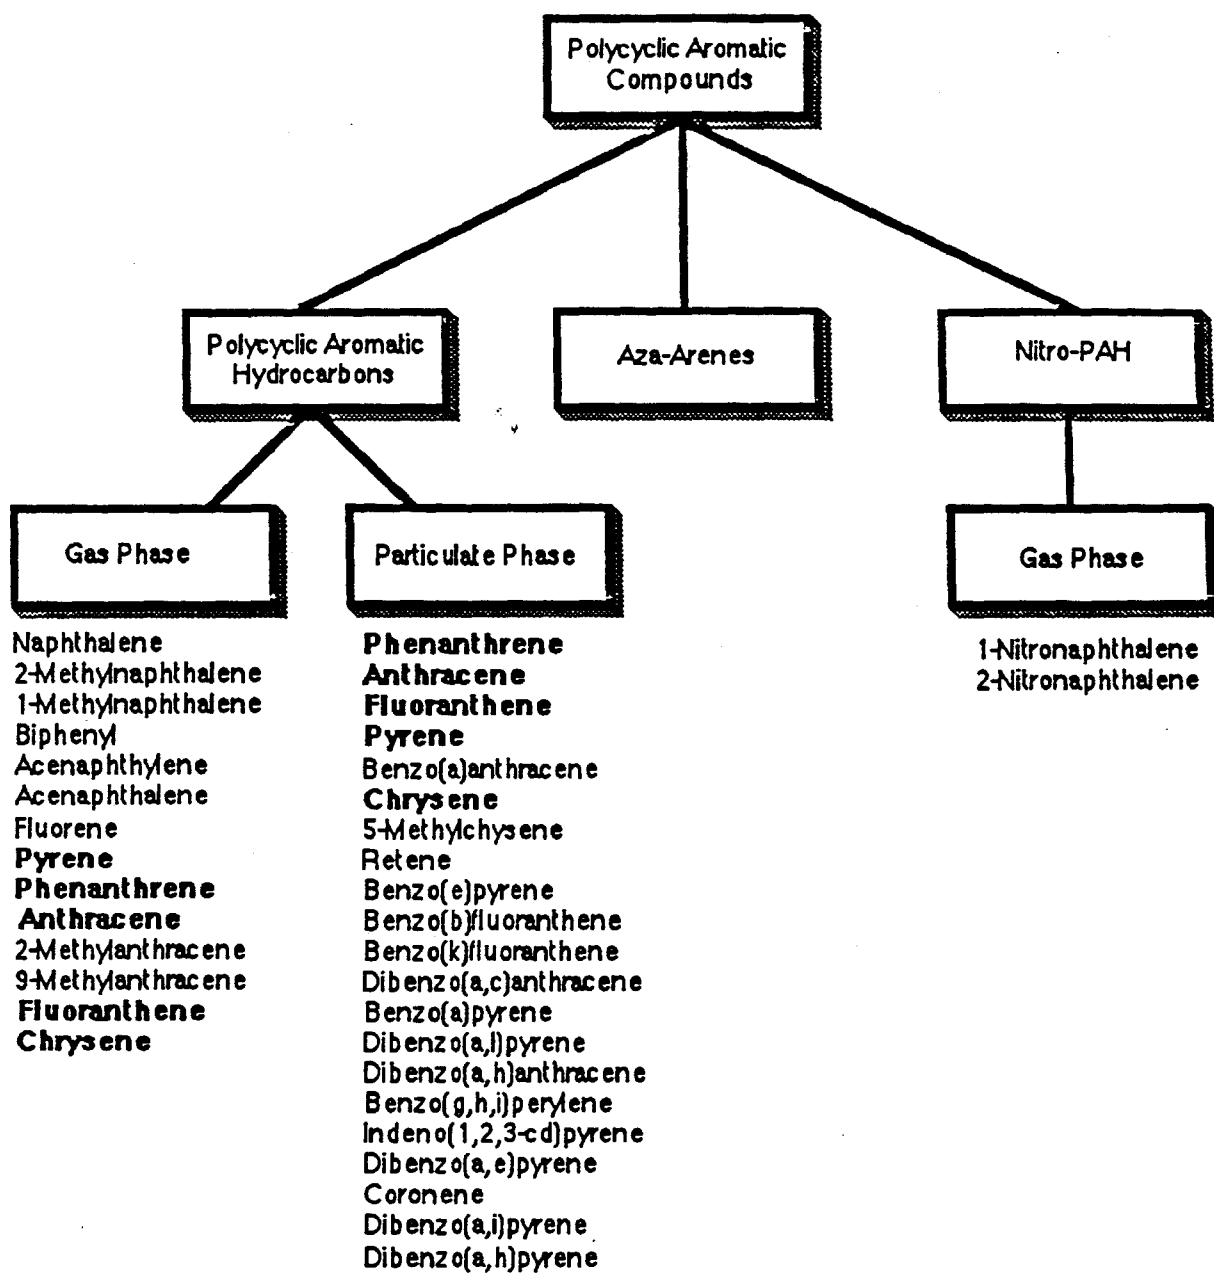 Polycyclic Aromatic
Compounds
Polycyclic Aromatic
Hydrocarbons
Aza-Arenes
Nitro-PAH
Gas Phase
Naphthalene
2-Methylnaphthalene
1-Methylnaphthalene
Biphenyl
Acenaphthylene
Acenaphthalene
Fluorene
Pyrene
Phenanthrene
Anthracene
2-Methylanthracene
9-Methylanthracene
Fluoranthene
Chrysene
Particulate Phase
Phenanthrene
Anthracene
Fluoranthene
Pyrene
Benzo(a)anthracene
Chrysene
5-Methylchysene
Retene
Benzo(e)pyrene
Benzo(b)fluoranthene
Benzo(k)fluoranthene
Dibenzo(a,c)anthracene
Benzo(a)pyrene
Dibenzo(a,l)pyrene
Dibenzo(a,h)anthracene
Benzo(g,h,i)perylene
Indeno(1,2,3-cd)pyrene
Dibenzo(a,e)pyrene
Coronene
Dibenzo(a,i)pyrene
Dibenzo(a,h)pyrene
Gas Phase
1-Nitronaphthalene
2-Nitronaphthalene